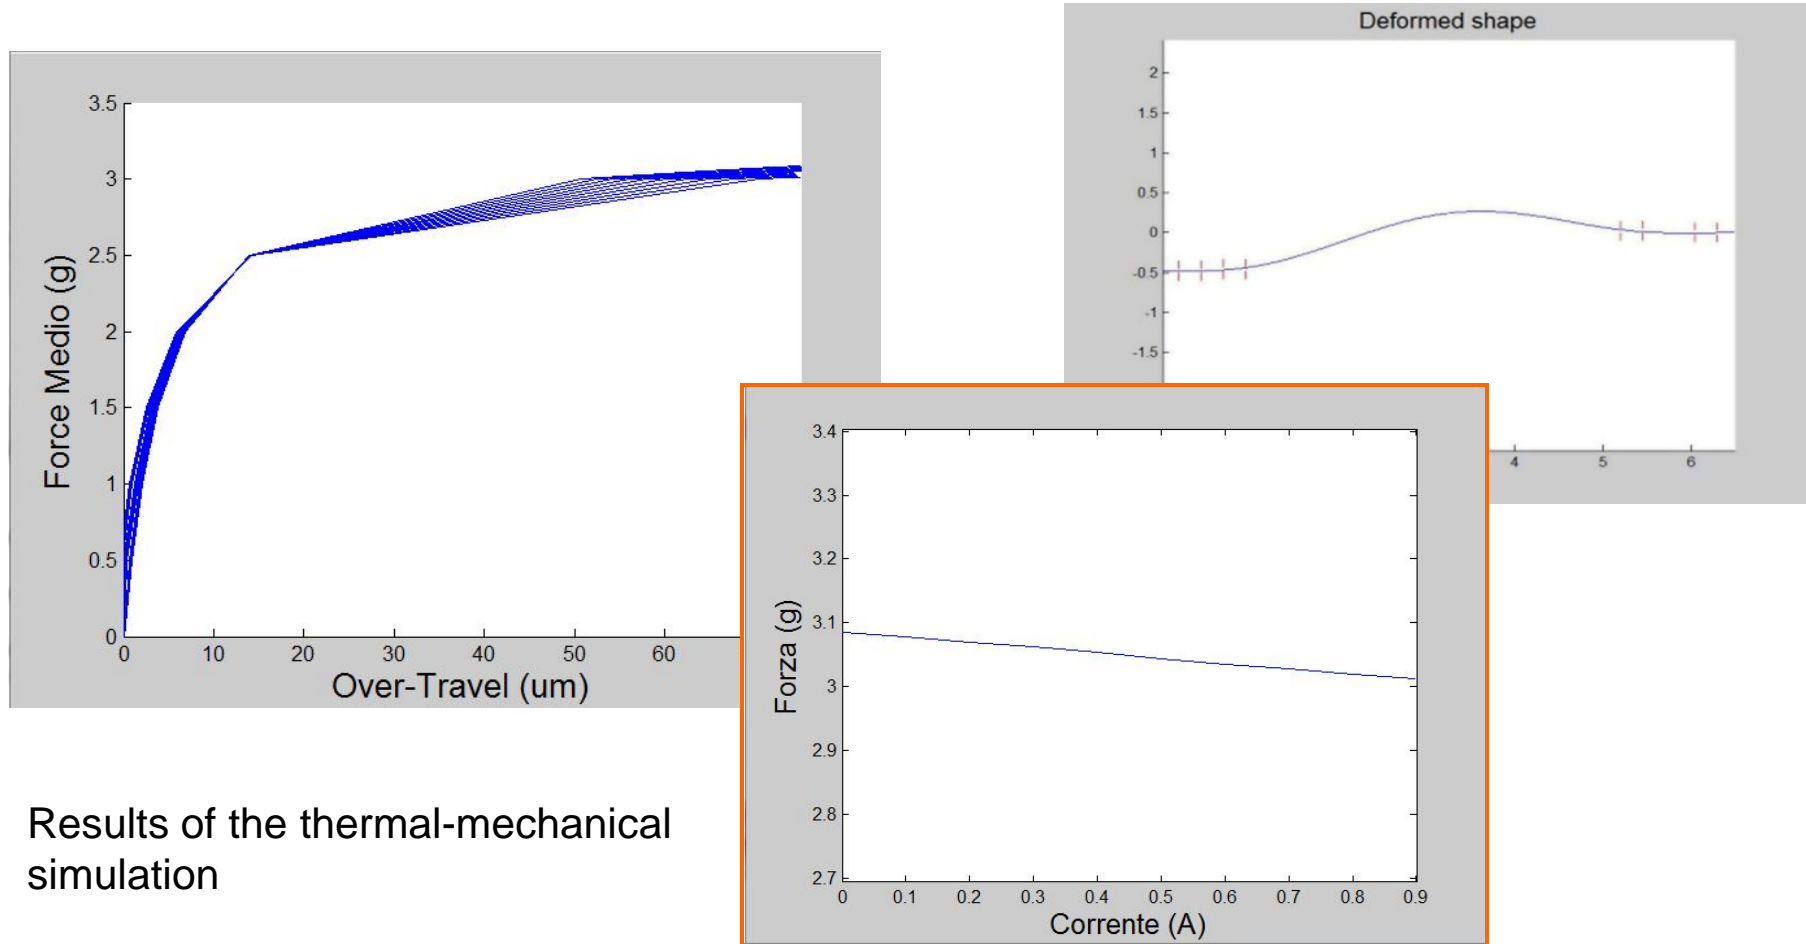 Deformed shape
2
1.5
1
0.5
0
-0.5
-1
-1.5
4 5 6
3.5
3
2.5
2
1.5
1
0.5
0
0 10 20 30 40 50 60
Force Medio (g)
Over-Travel (um)
3.4
3.3
3.2
3.1
3
2.9
2.8
2.7
0 0.1 0.2 0.3 0.4 0.5 0.6 0.7 0.8 0.9
Forza (g)
Corrente (A)
Results of the thermal-mechanical
simulation